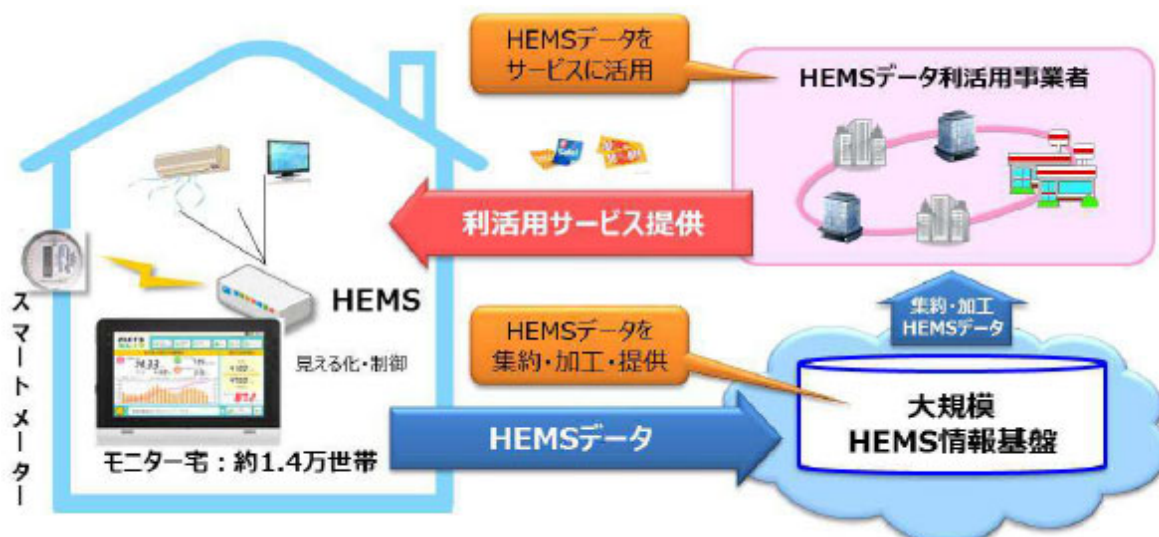 HEMSデータを
サービスに活用
HEMSデータ利活用事業者
利活用サービス提供
スマートメーター
HEMS
見える化・制御
モニター宅：約1.4万世帯
HEMSデータを
集約・加工・提供
集約・加工
HEMSデータ
HEMSデータ
大規模
HEMS情報基盤